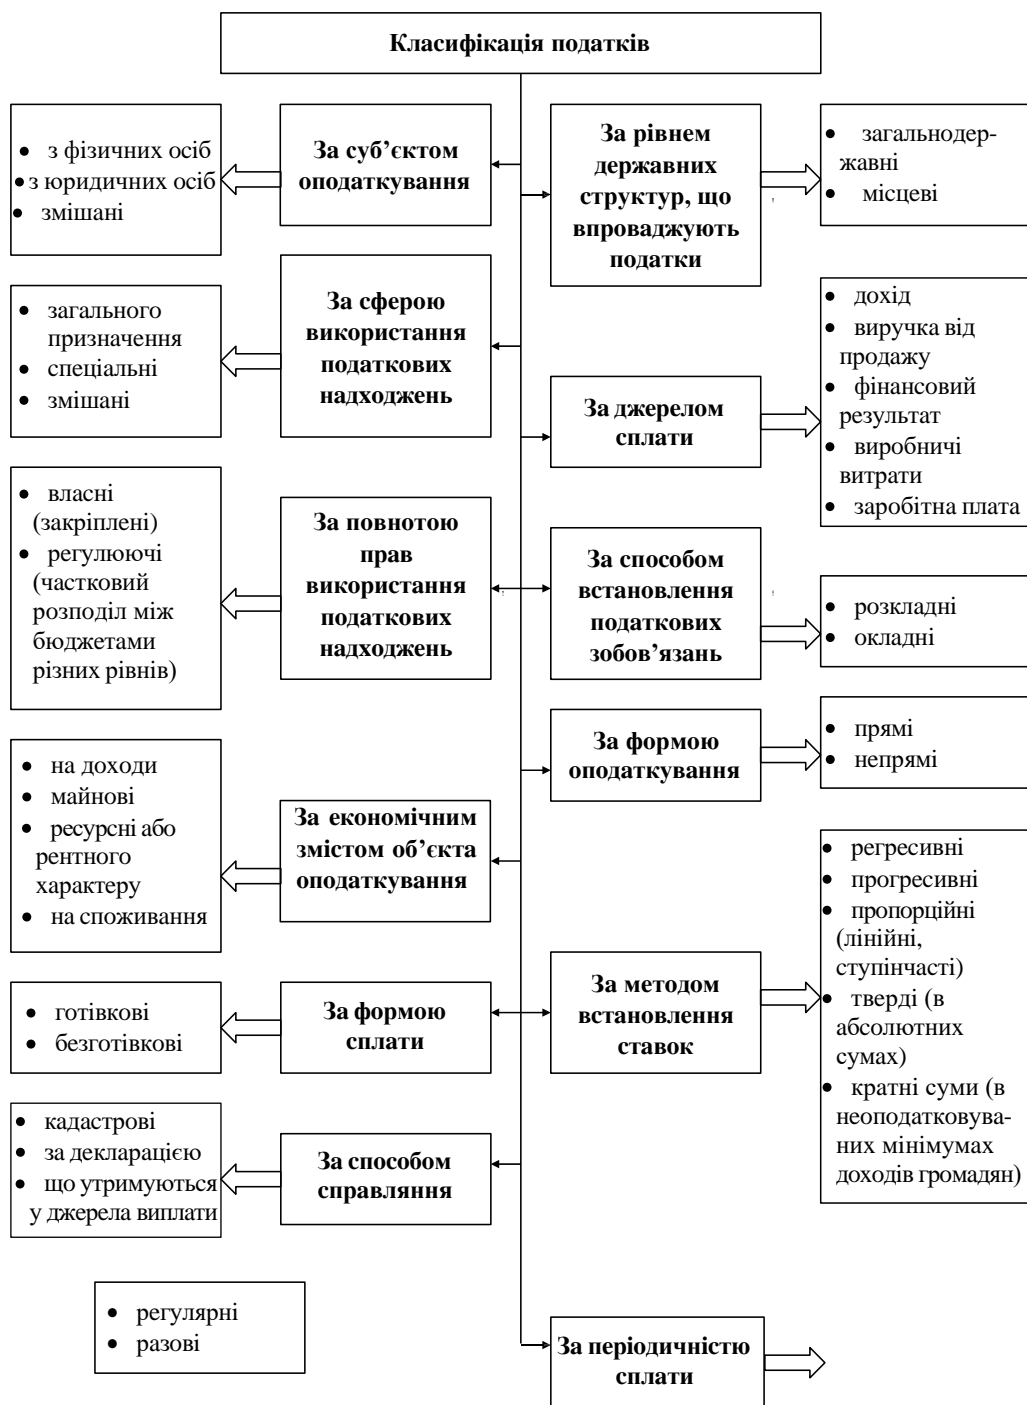 Класифікація податків
• з фізичних осіб
• з юридичних осіб
• змішані
За суб’єктом
оподаткування
За рівнем
державних
структур, що
впроваджують
податки
• загальнодер-
жавні
• місцеві
• загального
призначення
• спеціальні
• змішані
За сферою
використання
податкових
надходжень
За джерелом
сплати
• дохід
• виручка від
продажу
• фінансовий
результат
• виробничі
витрати
• заробітна плата
• власні
(закріплені)
• регулюючі
(частковий
розподіл між
бюджетами
різних рівнів)
За повнотою
прав
використання
податкових
надходжень
За способом
встановлення
податкових
зобов’язань
• розкладні
• окладні
За формою
оподаткування
• прямі
• непрямі
• на доходи
• майнові
• ресурсні або
рентного
характеру
• на споживання
За економічним
змістом об’єкта
оподаткування
За методом
встановлення
ставок
• регресивні
• прогресивні
• пропорційні
(лінійні,
ступінчасті)
• тверді (в
абсолютних
сумах)
• кратні суми (в
неоподатковува-
них мінімумах
доходів громадян)
• готівкові
• безготівкові
За формою
сплати
• кадастрові
• за декларацією
• що утримуються
у джерела виплати
За способом
справляння
• регулярні
• разові
За періодичністю
сплати